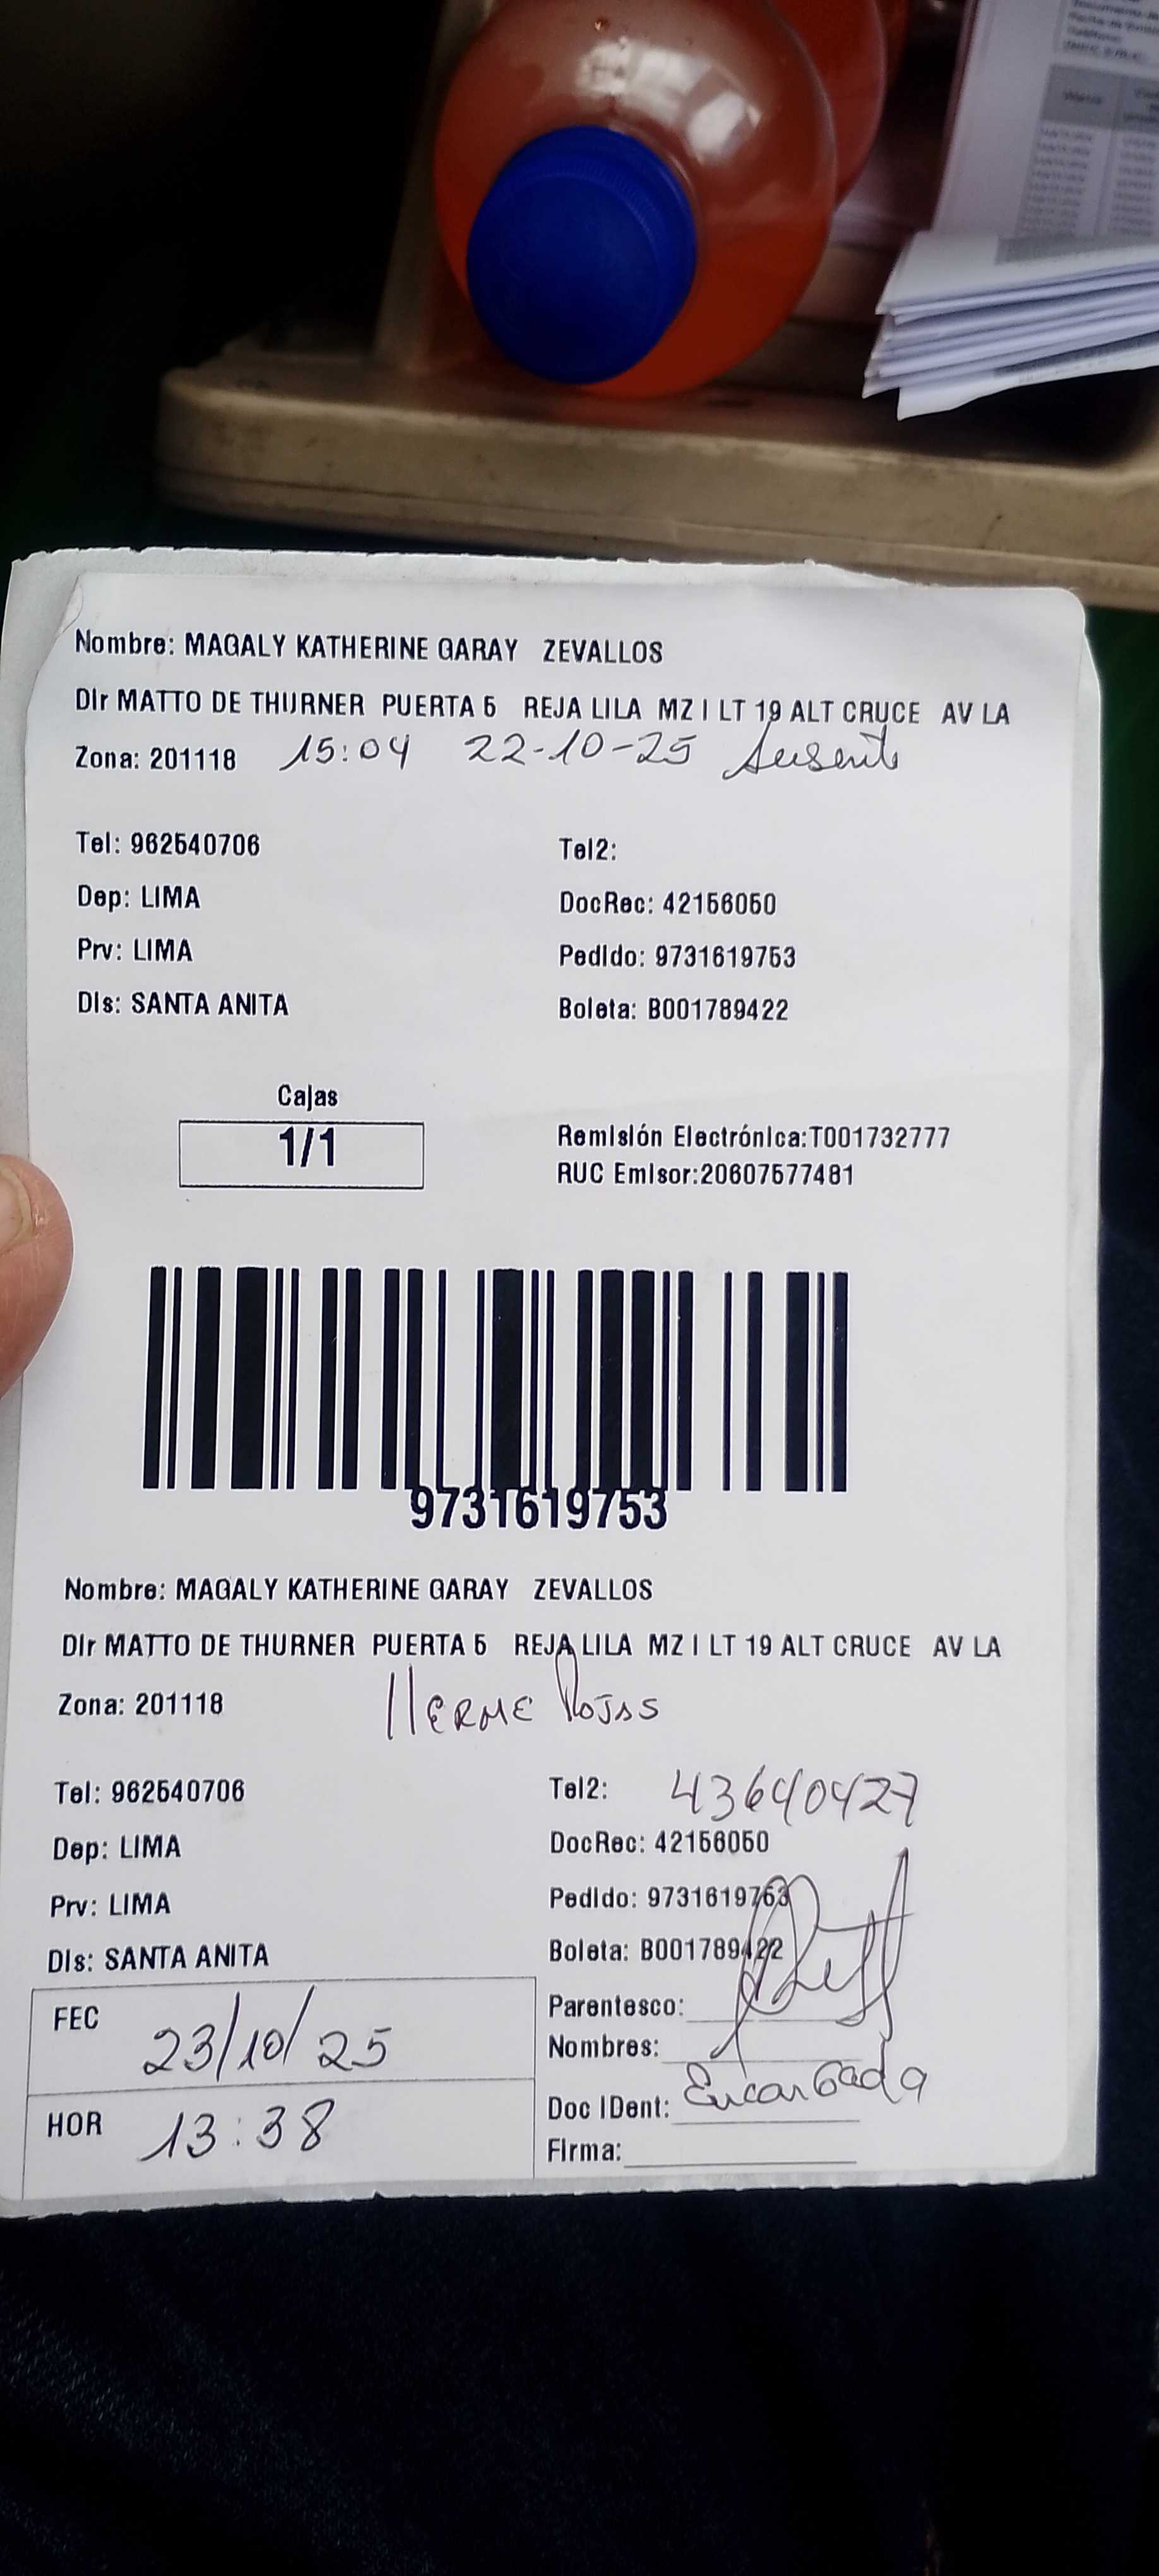 Nombre: MAGALY KATHERINE GARAY ZEVALLOS
Dir MATTO DE THURNER PUERTA 5 REJA LILA MZ I LT 19 ALT CRUCE AV LA
Zona: 201118 15:04 22-10-25 Ausente
Tel: 962540706 Tel2:
Dep: LIMA DocRec: 42156050
Prv: LIMA Pedido: 9731619753
Dis: SANTA ANITA Boleta: B001789422
Cajas
1/1
Remisión Electrónica:T001732777
RUC Emisor:20607577481
9731619753
Nombre: MAGALY KATHERINE GARAY ZEVALLOS
Dir MATTO DE THURNER PUERTA 5 REJA LILA MZ I LT 19 ALT CRUCE AV LA
Zona: 201118 HERME ROJAS
Tel: 962540706 Tel2: 43640427
Dep: LIMA DocRec: 42156050
Prv: LIMA Pedido: 9731619753
Dis: SANTA ANITA Boleta: B001789422
FEC 23/10/25
HOR 13:38
Parentesco:
Nombres:
Doc IDent: Encargada
Firma: